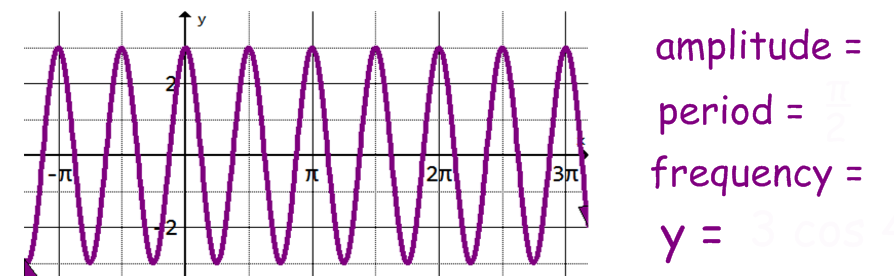 y
2
-π π 2π 3π
-2
amplitude =
period = π/2
frequency =
y = 3 cos 4